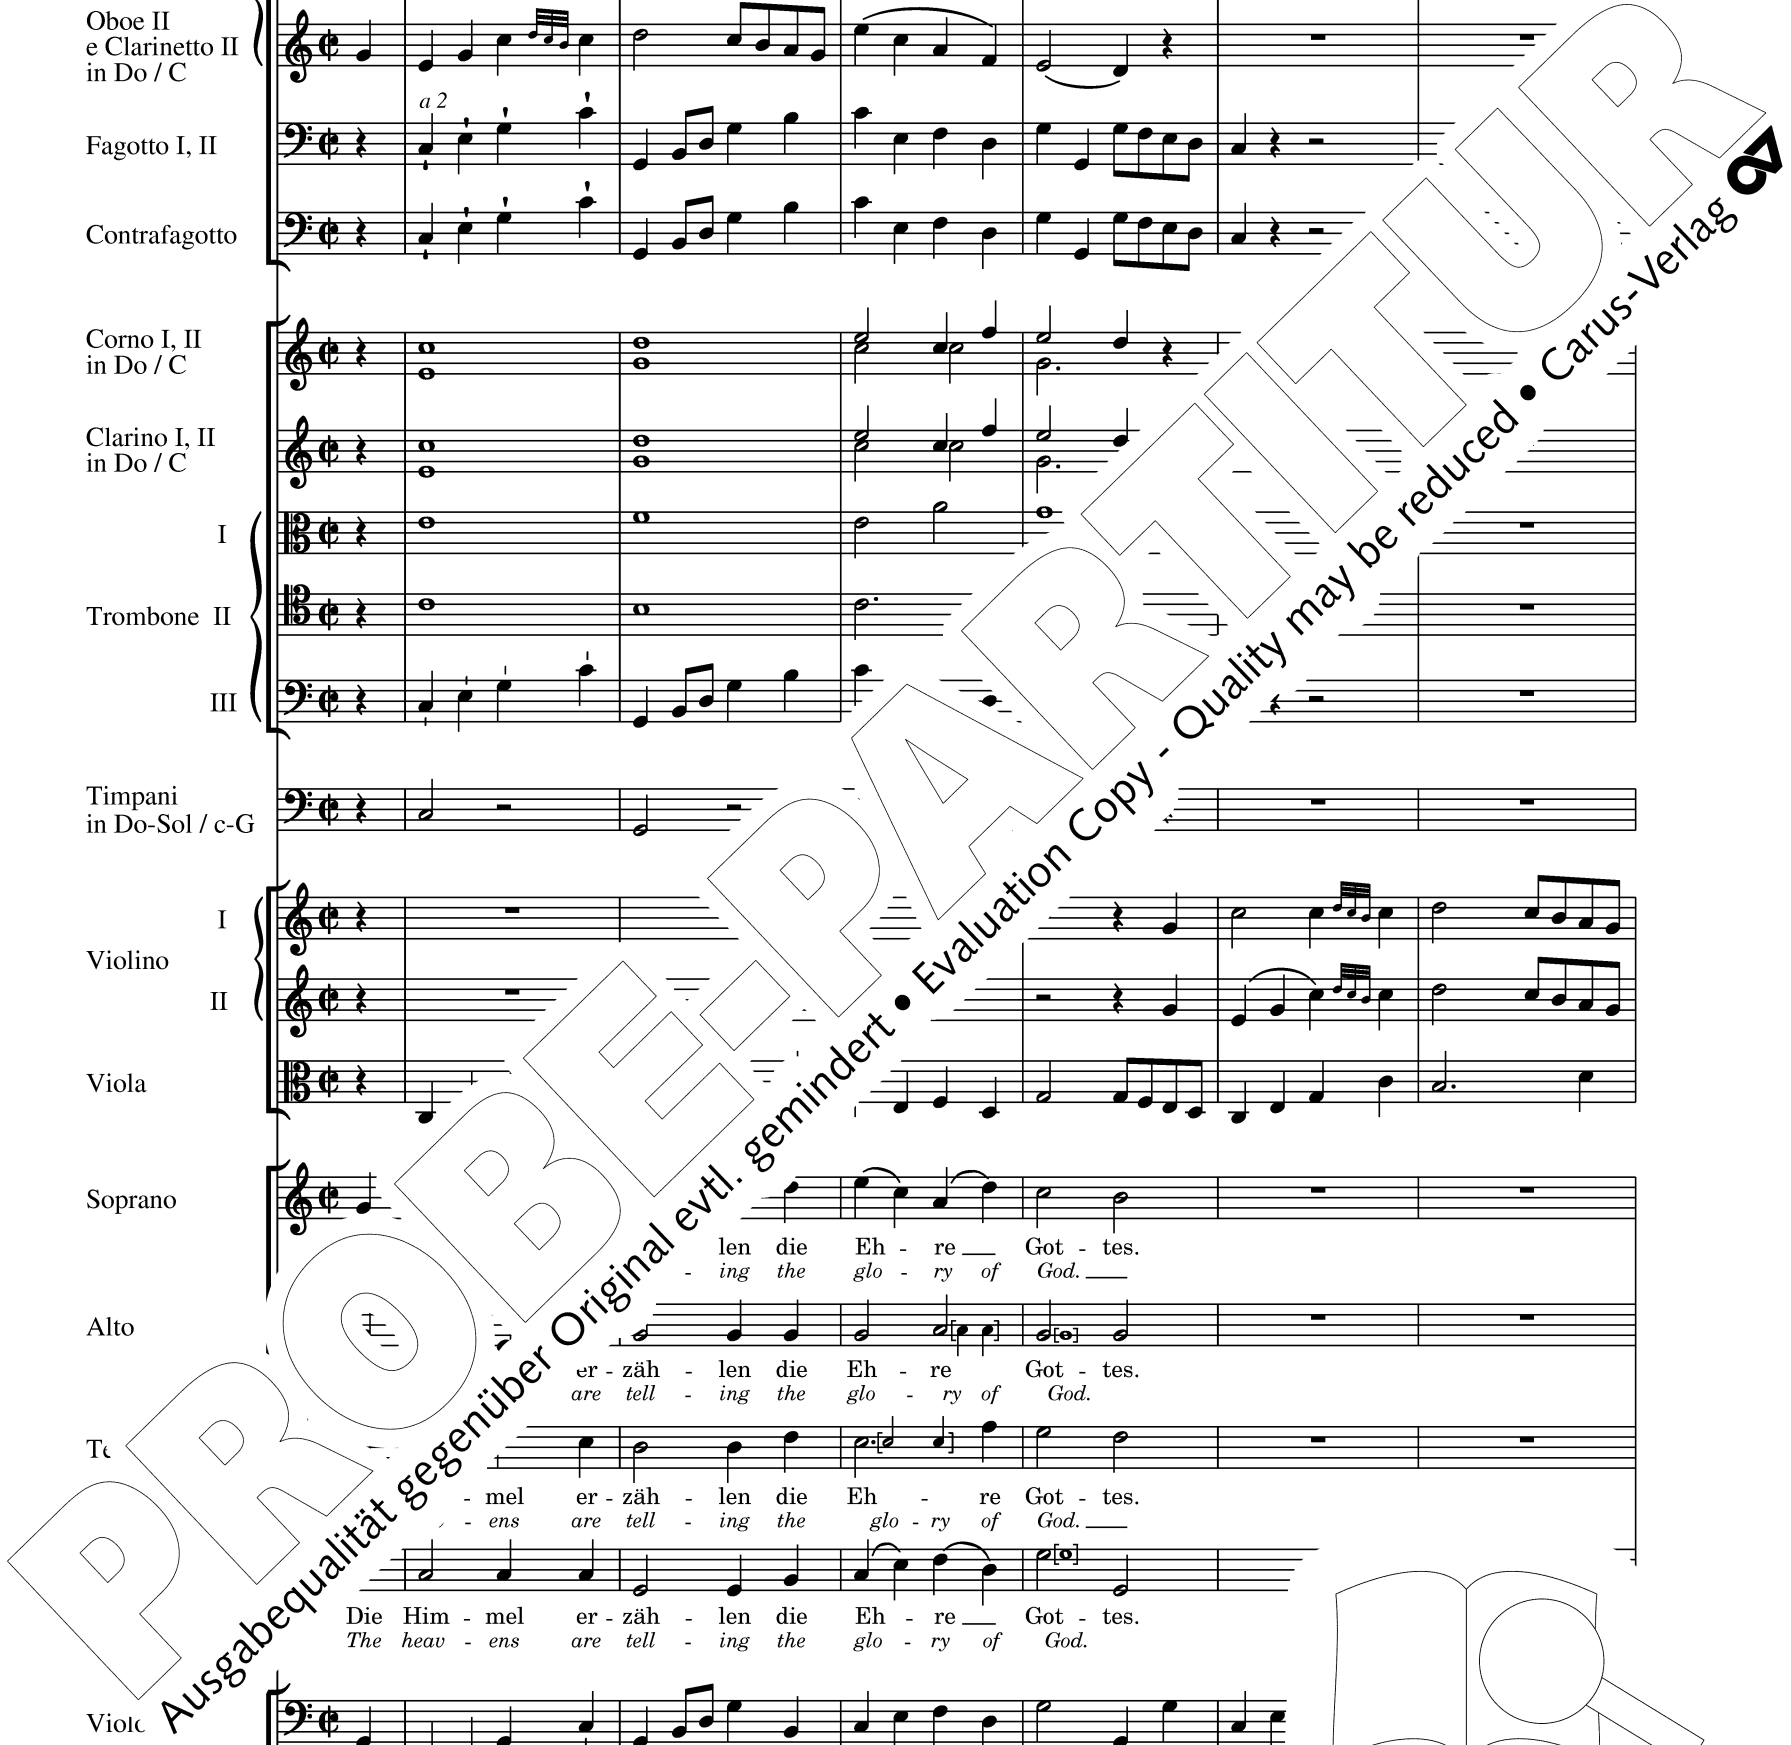 Oboe II
e Clarinetto II
in Do / C
a 2
Fagotto I, II
Contrafagotto
Corno I, II
in Do / C
Clarino I, II
in Do / C
I
Trombone II
III
Timpani
in Do-Sol / c-G
I
Violino
II
Viola
Soprano
len die Eh - re Got - tes.
- ing the glo - ry of God.
Alto
er - zäh - len die Eh - re Got - tes.
are tell - ing the glo - ry of God.
- mel er - zäh - len die Eh - re Got - tes.
- ens are tell - ing the glo - ry of God.
Die Him - mel er - zäh - len die Eh - re Got - tes.
The heav - ens are tell - ing the glo - ry of God.
PROBE-PARTITUR
Ausgabequalität gegenüber Original evtl. gemindert • Evaluation Copy - Quality may be reduced • Carus-Verlag